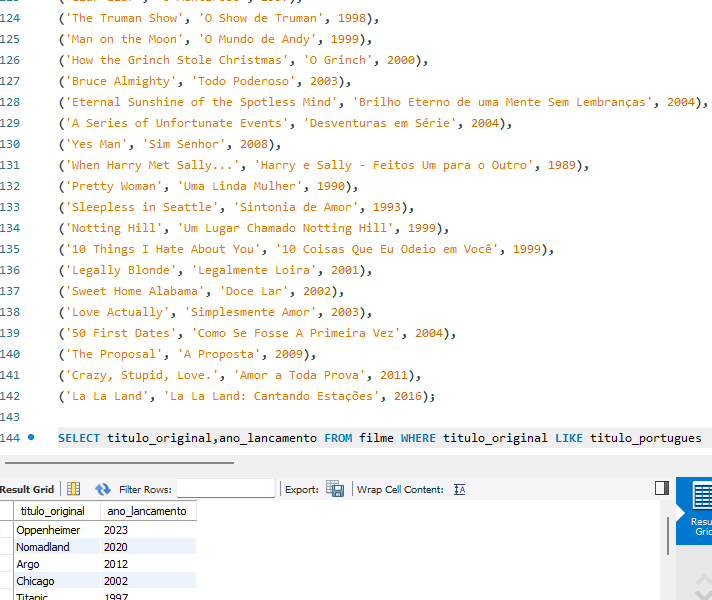 124 ('The Truman Show', 'O Show de Truman', 1998),
125 ('Man on the Moon', 'O Mundo de Andy', 1999),
126 ('How the Grinch Stole Christmas', 'O Grinch', 2000),
127 ('Bruce Almighty', 'Todo Poderoso', 2003),
128 ('Eternal Sunshine of the Spotless Mind', 'Brilho Eterno de uma Mente Sem Lembranças', 2004),
129 ('A Series of Unfortunate Events', 'Desventuras em Série', 2004),
130 ('Yes Man', 'Sim Senhor', 2008),
131 ('When Harry Met Sally...', 'Harry e Sally - Feitos Um para o Outro', 1989),
132 ('Pretty Woman', 'Uma Linda Mulher', 1990),
133 ('Sleepless in Seattle', 'Sintonia de Amor', 1993),
134 ('Notting Hill', 'Um Lugar Chamado Notting Hill', 1999),
135 ('10 Things I Hate About You', '10 Coisas Que Eu Odeio em Você', 1999),
136 ('Legally Blonde', 'Legalmente Loira', 2001),
137 ('Sweet Home Alabama', 'Doce Lar', 2002),
138 ('Love Actually', 'Simplesmente Amor', 2003),
139 ('50 First Dates', 'Como Se Fosse A Primeira Vez', 2004),
140 ('The Proposal', 'A Proposta', 2009),
141 ('Crazy, Stupid, Love.', 'Amor a Toda Prova', 2011),
142 ('La La Land', 'La La Land: Cantando Estações', 2016);
143
144 SELECT titulo_original,ano_lancamento FROM filme WHERE titulo_original LIKE titulo_portugues
Result Grid Filter Rows: Export: Wrap Cell Content:
titulo_original ano_lancamento
Oppenheimer 2023
Nomadland 2020
Argo 2012
Chicago 2002
Titanic 1997